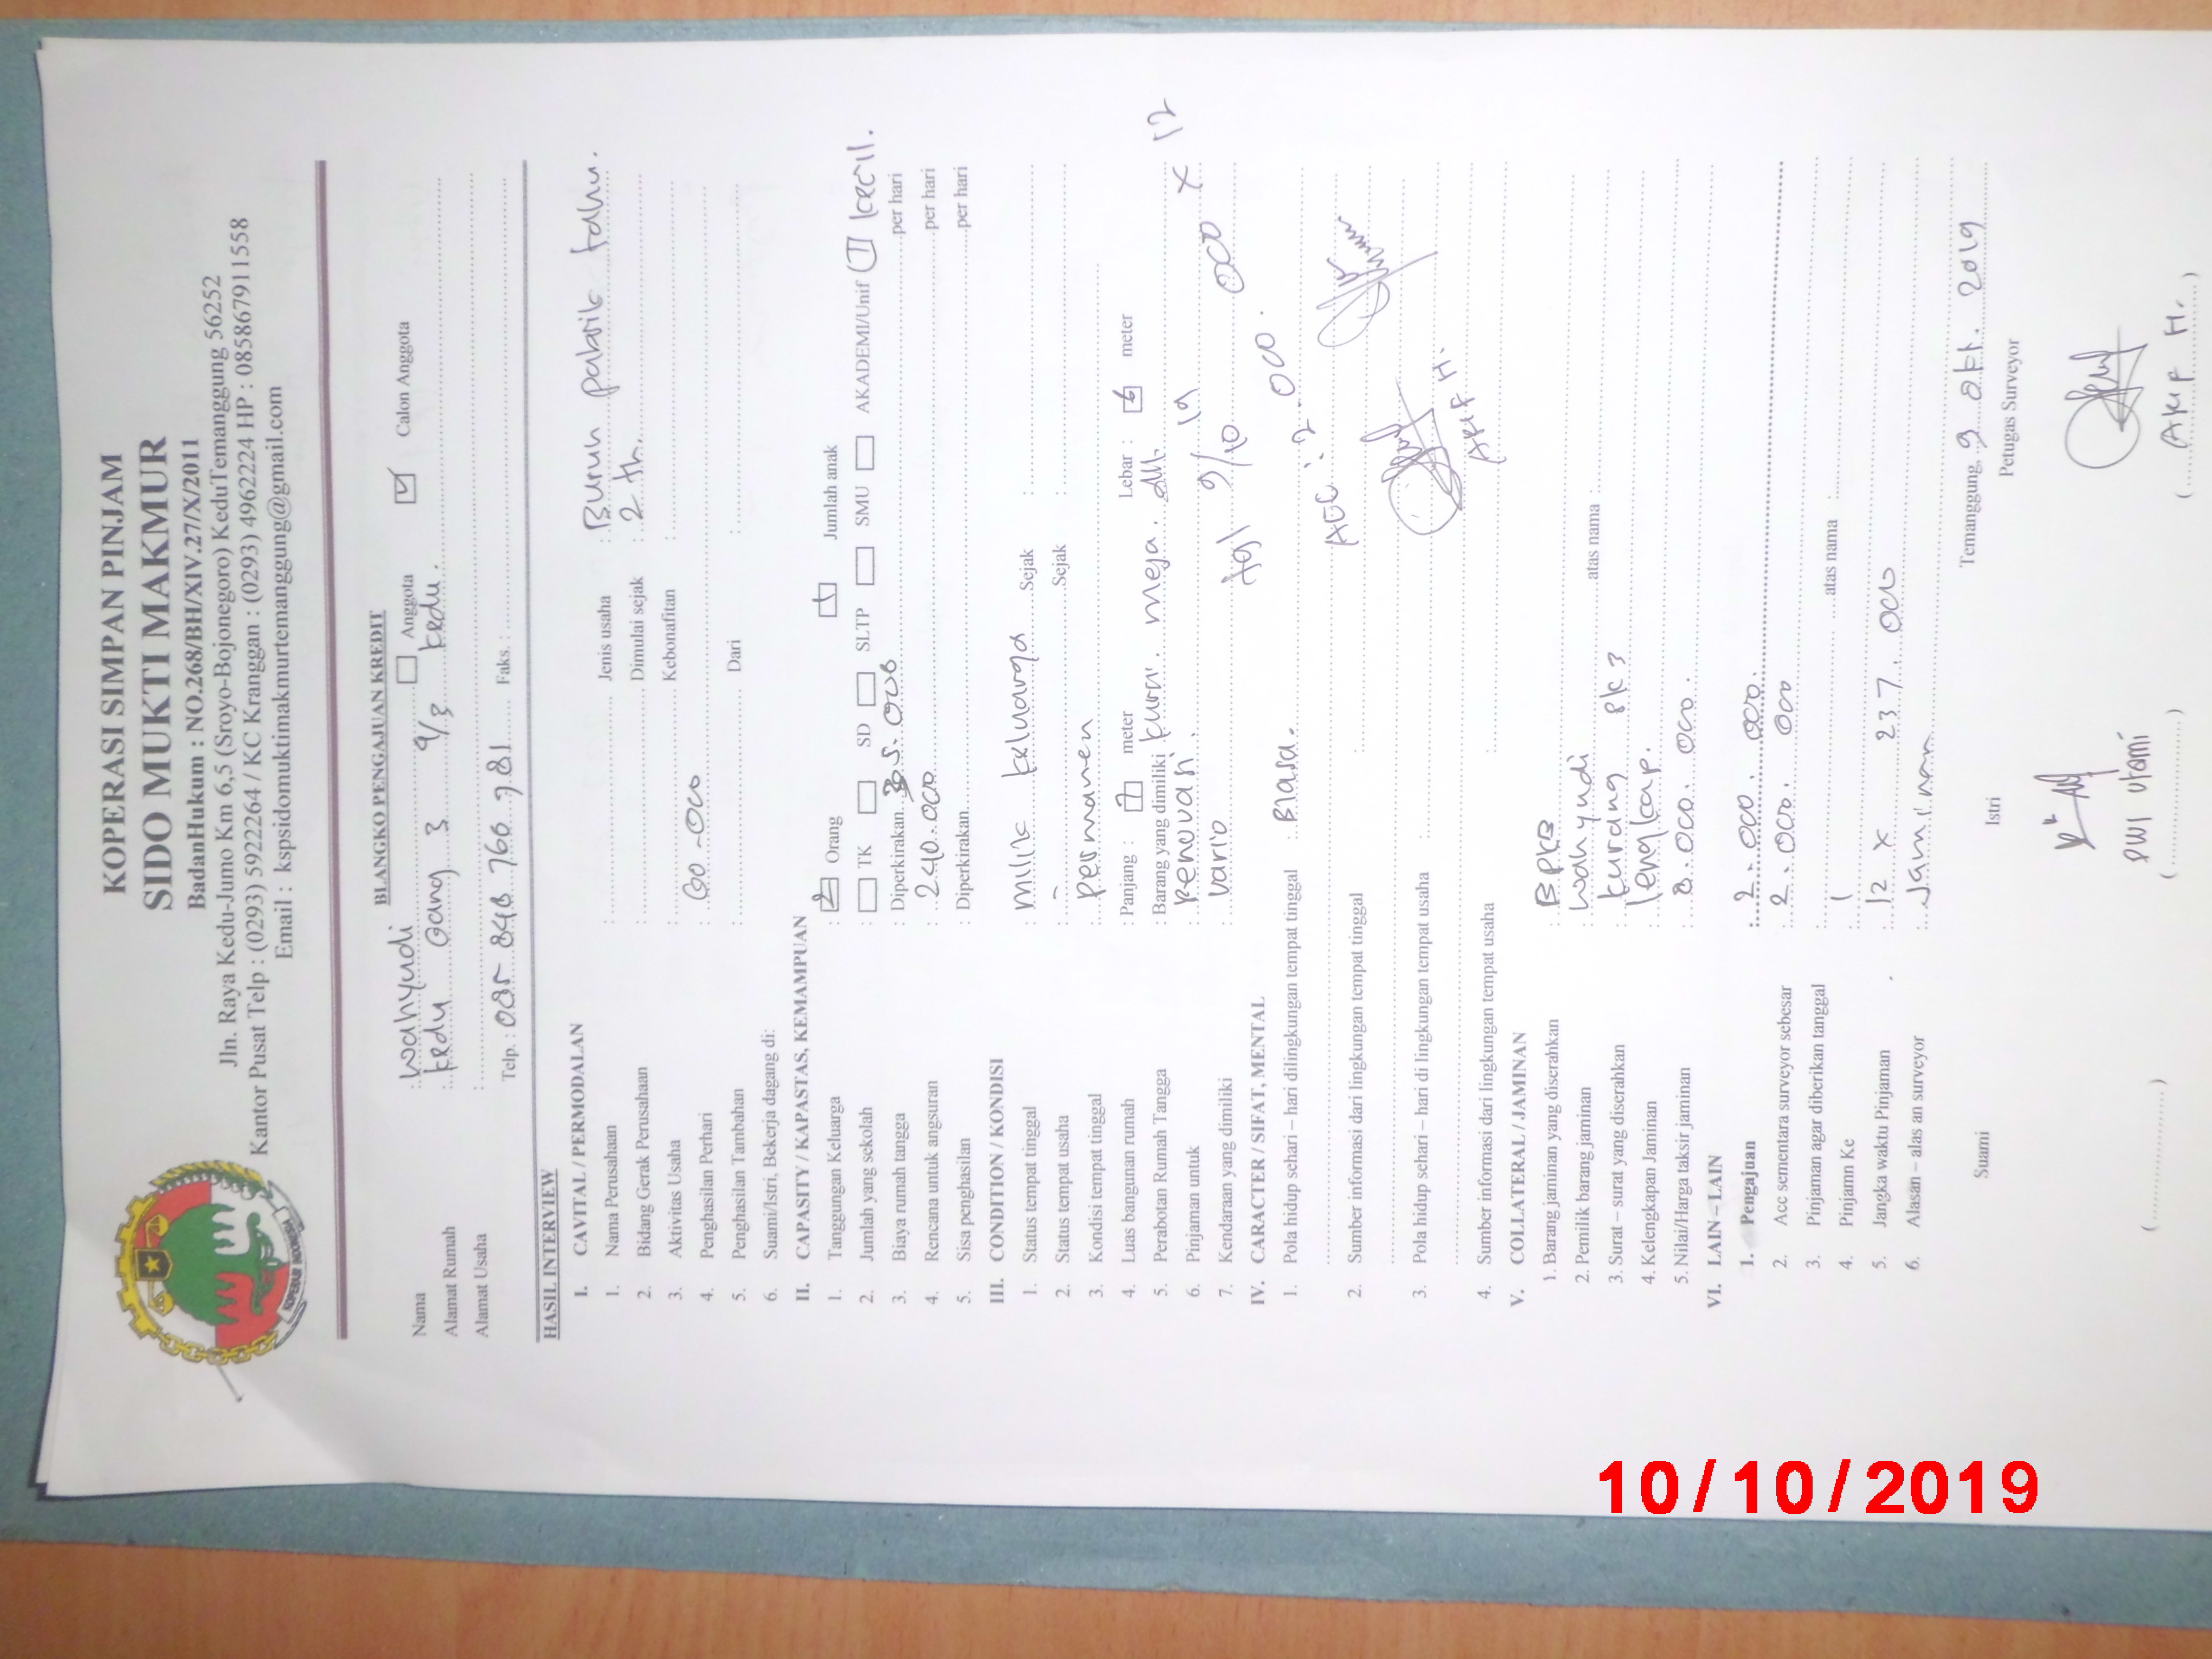 KOPERASI SIMPAN PINJAM
SIDO MUKTI MAKMUR
BadanHukum : NO.268/BH/XIV.27/X/2011
Jln. Raya Kedu-Jumo Km 6,5 (Sroyo-Bojonegoro) KeduTemanggung 56252
Kantor Pusat Telp : (0293) 5922264 / KC Kranggan : (0293) 4962224 HP : 085867911558
Email : kspsidomuktimakmurtemanggung@gmail.com
KOPERASI INDONESIA
BLANGKO PENGAJUAN KREDIT
Nama : Wahyudi Anggota Calon Anggota
Alamat Rumah : Kedu Gang 3 9/3 Kedu.
Alamat Usaha :
Telp. : 085 848 766 781 Faks. :
HASIL INTERVIEW
I. CAVITAL / PERMODALAN
1. Nama Perusahaan : Jenis usaha : Buruh pabrik tahu.
2. Bidang Gerak Perusahaan : Dimulai sejak : 2 th.
3. Aktivitas Usaha : Kebonafitan :
4. Penghasilan Perhari : 60.000
5. Penghasilan Tambahan : Dari :
6. Suami/Istri, Bekerja dagang di:
II. CAPASITY / KAPASTAS, KEMAMPUAN
1. Tanggungan Keluarga : 2 Orang 1 Jumlah anak
2. Jumlah yang sekolah : TK SD SLTP SMU AKADEMI/Unif kecil.
3. Biaya rumah tangga : Diperkirakan 35.000 per hari
4. Rencana untuk angsuran : 240.000 per hari
5. Sisa penghasilan : Diperkirakan per hari
III. CONDITION / KONDISI
1. Status tempat tinggal : milik keluarga Sejak :
2. Status tempat usaha : - Sejak :
3. Kondisi tempat tinggal : Permanen
4. Luas bangunan rumah : Panjang : 7 meter Lebar : 6 meter
5. Perabotan Rumah Tangga : Barang yang dimiliki kursi. meja. dll.
6. Pinjaman untuk : Renovasi.
7. Kendaraan yang dimiliki : Vario
tgl 9/10 19
ACC : 2.000.000 X 12
IV. CARACTER / SIFAT, MENTAL
1. Pola hidup sehari – hari dilingkungan tempat tinggal : Biasa.
2. Sumber informasi dari lingkungan tempat tinggal :
3. Pola hidup sehari – hari di lingkungan tempat usaha :
ARIF H.
4. Sumber informasi dari lingkungan tempat usaha :
V. COLLATERAL / JAMINAN
1. Barang jaminan yang diserahkan : BPKB
2. Pemilik barang jaminan : Wahyudi atas nama :
3. Surat – surat yang diserahkan : kurang
4. Kelengkapan Jaminan : lengkap.
5. Nilai/Harga taksir jaminan : 8.000.000.
VI. LAIN – LAIN
1. Pengajuan : 2.000.000.
2. Acc sementara surveyor sebesar : 2.000.000
3. Pinjaman agar diberikan tanggal : atas nama :
4. Pinjamn Ke : 1
5. Jangka waktu Pinjaman : 12 x 237.000
6. Alasan – alas an surveyor : Jaminan
Temanggung, 9 okt. 2019
Suami Istri Petugas Surveyor
DWI UTAMI
(ARIF H.)
10/10/2019